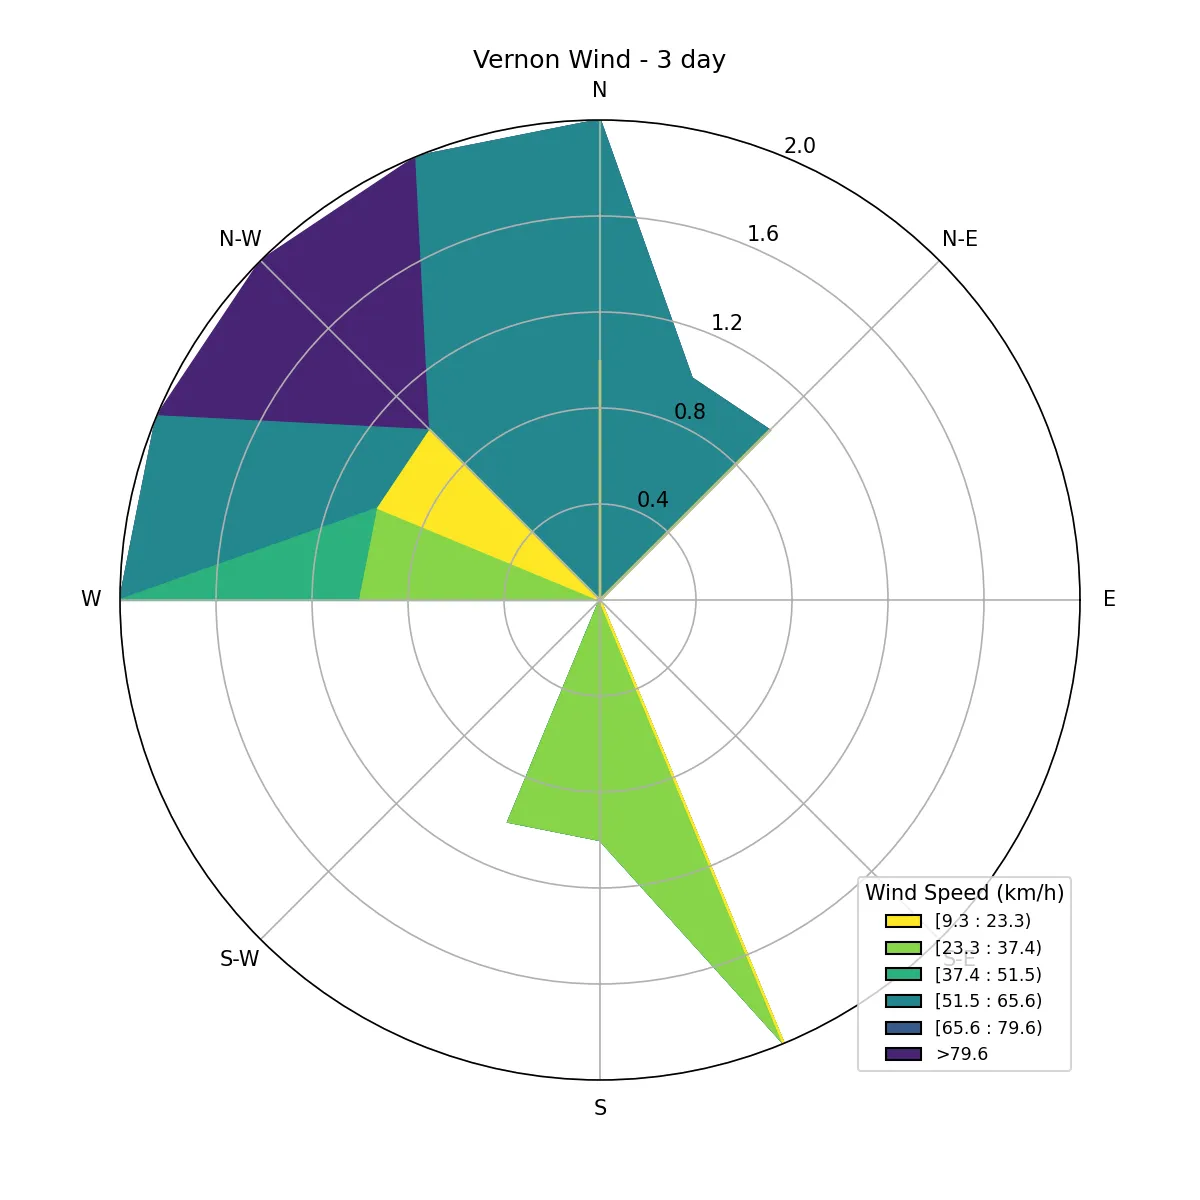 Vernon Wind - 3 day
N
2.0
N-W
1.6
N-E
1.2
0.8
0.4
W
E
Wind Speed (km/h)
[9.3 : 23.3)
[23.3 : 37.4)
S-W
S-E
[37.4 : 51.5)
[51.5 : 65.6)
[65.6 : 79.6)
>79.6
S